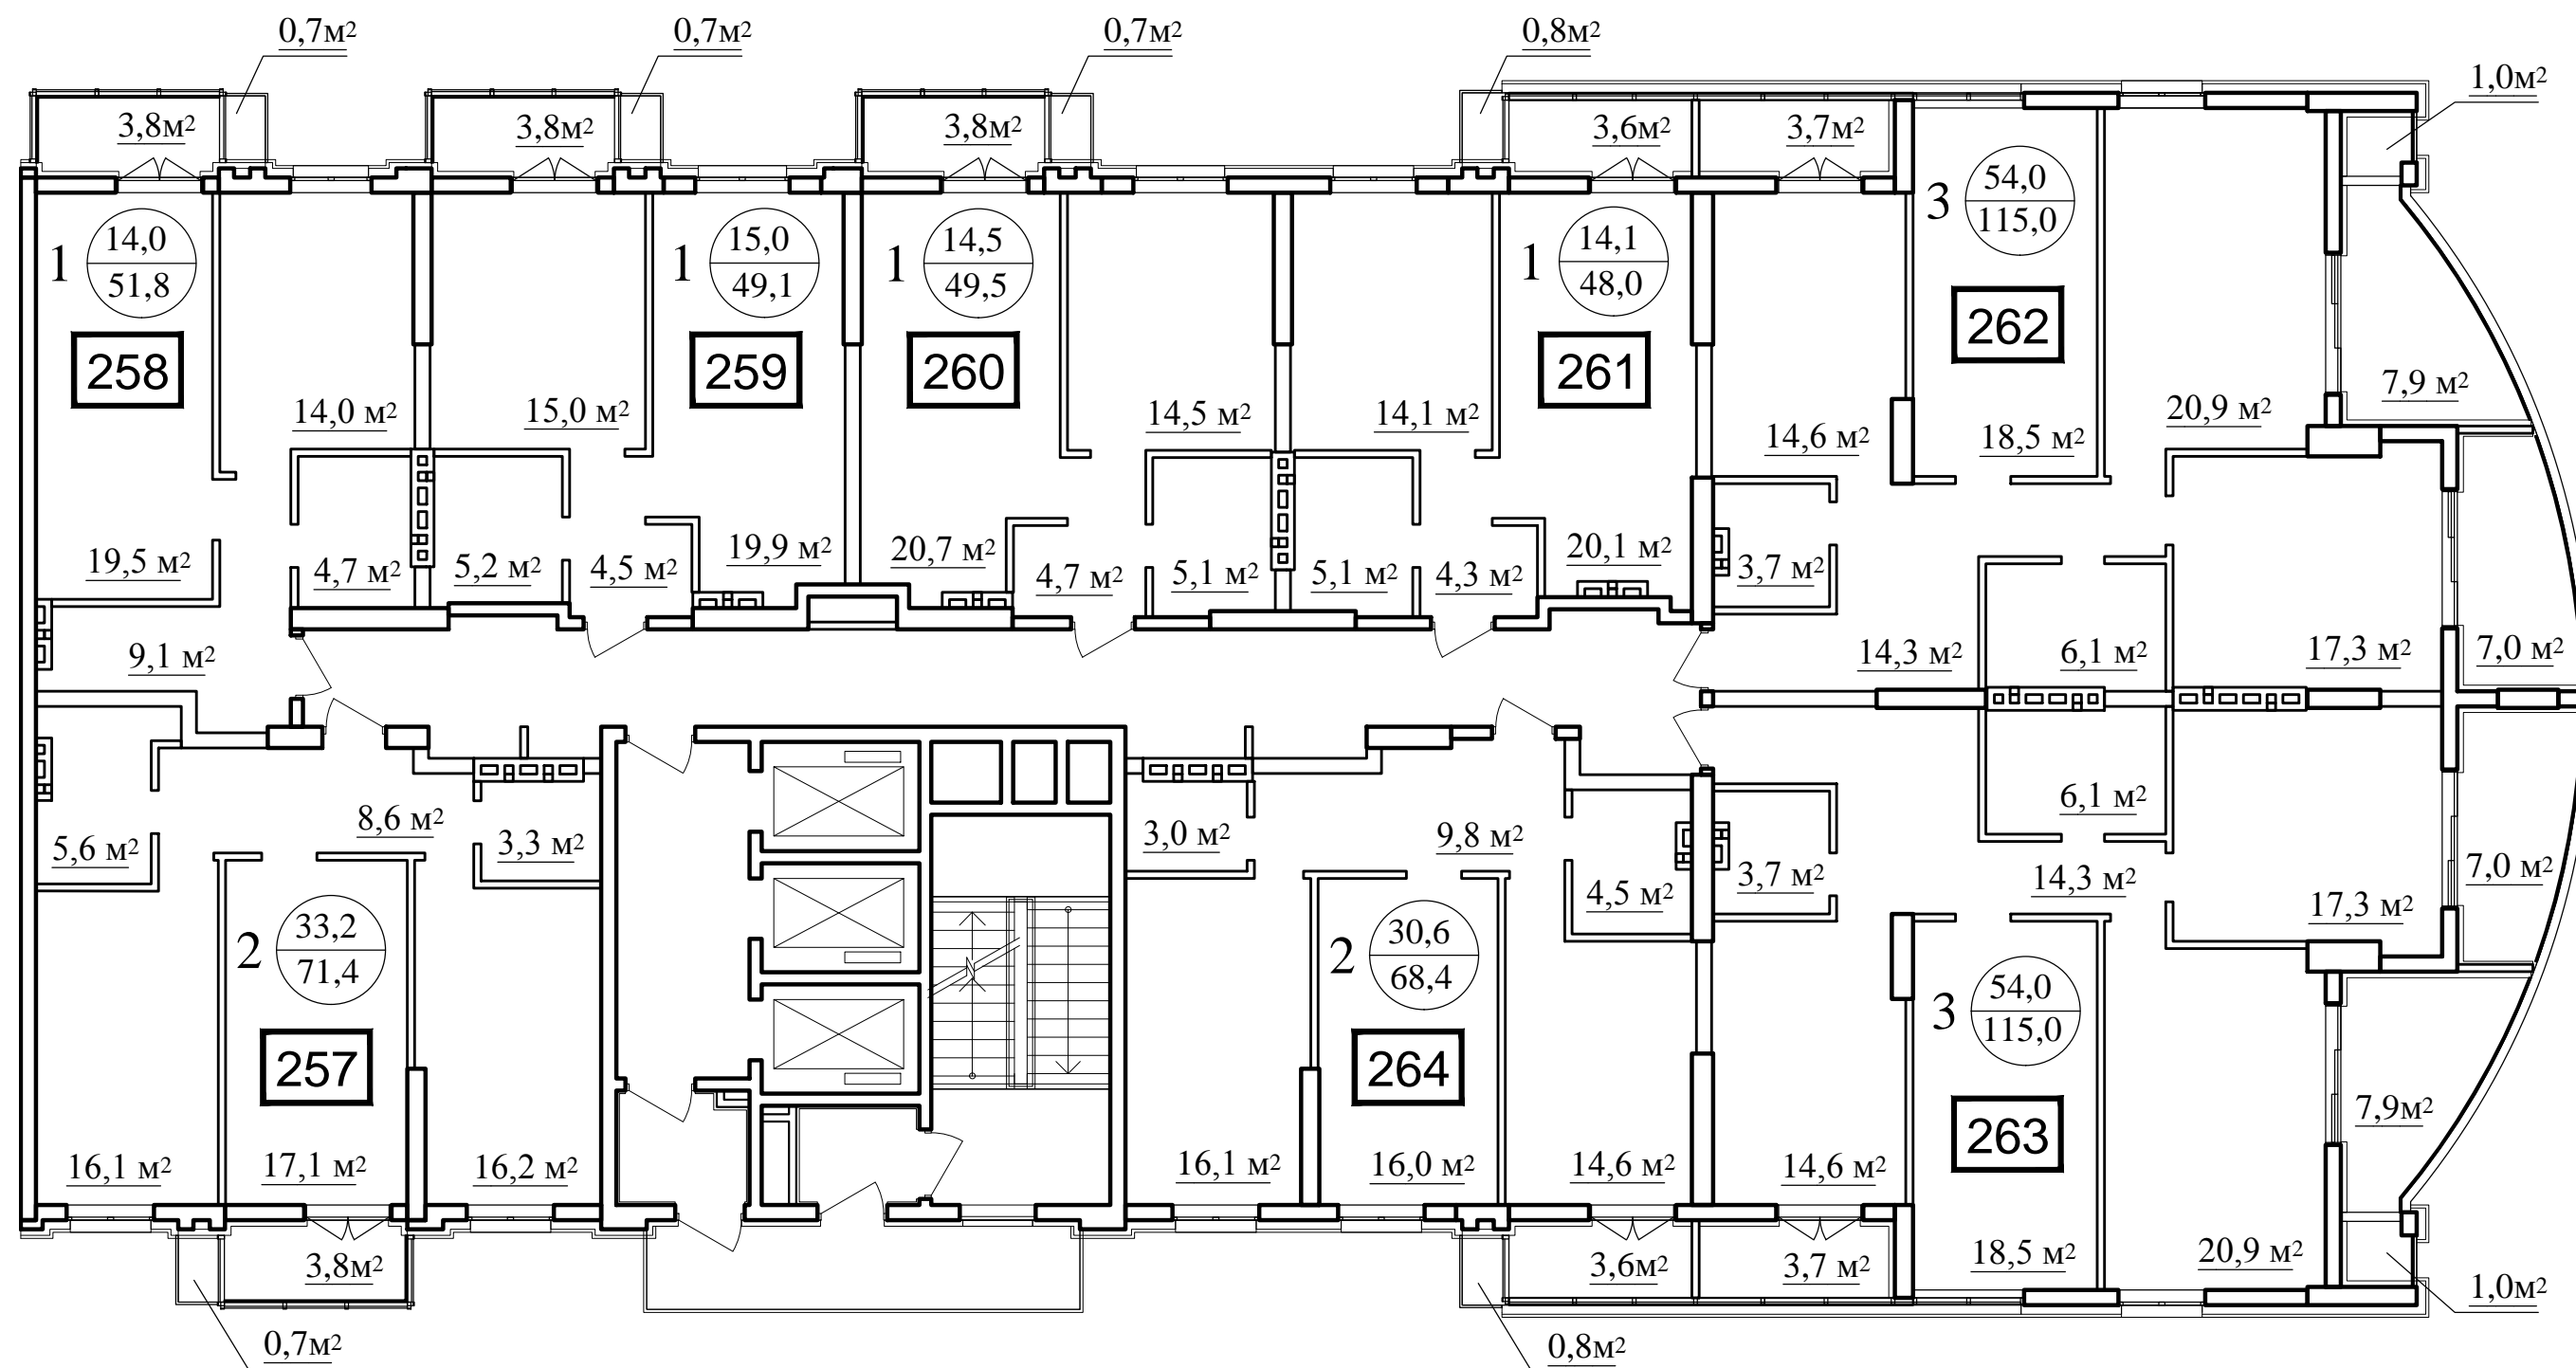 0,7м²
0,7м²
0,7м²
0,8м²
1,0м²
3,8м²
3,8м²
3,8м²
3,6м²
3,7м²
1
14,0
51,8
258
1
15,0
49,1
259
1
14,5
49,5
260
1
14,1
48,0
261
3
54,0
115,0
262
14,0 м²
15,0 м²
14,5 м²
14,1 м²
14,6 м²
18,5 м²
20,9 м²
7,9 м²
19,5 м²
4,7 м²
5,2 м²
4,5 м²
19,9 м²
20,7 м²
4,7 м²
5,1 м²
5,1 м²
4,3 м²
20,1 м²
3,7 м²
9,1 м²
14,3 м²
6,1 м²
17,3 м²
7,0 м²
5,6 м²
8,6 м²
3,3 м²
3,0 м²
9,8 м²
4,5 м²
3,7 м²
6,1 м²
14,3 м²
17,3 м²
7,0 м²
2
33,2
71,4
257
2
30,6
68,4
264
3
54,0
115,0
263
7,9м²
16,1 м²
17,1 м²
16,2 м²
16,1 м²
16,0 м²
14,6 м²
14,6 м²
3,8м²
3,6м²
3,7 м²
18,5 м²
20,9 м²
1,0м²
0,7м²
0,8м²